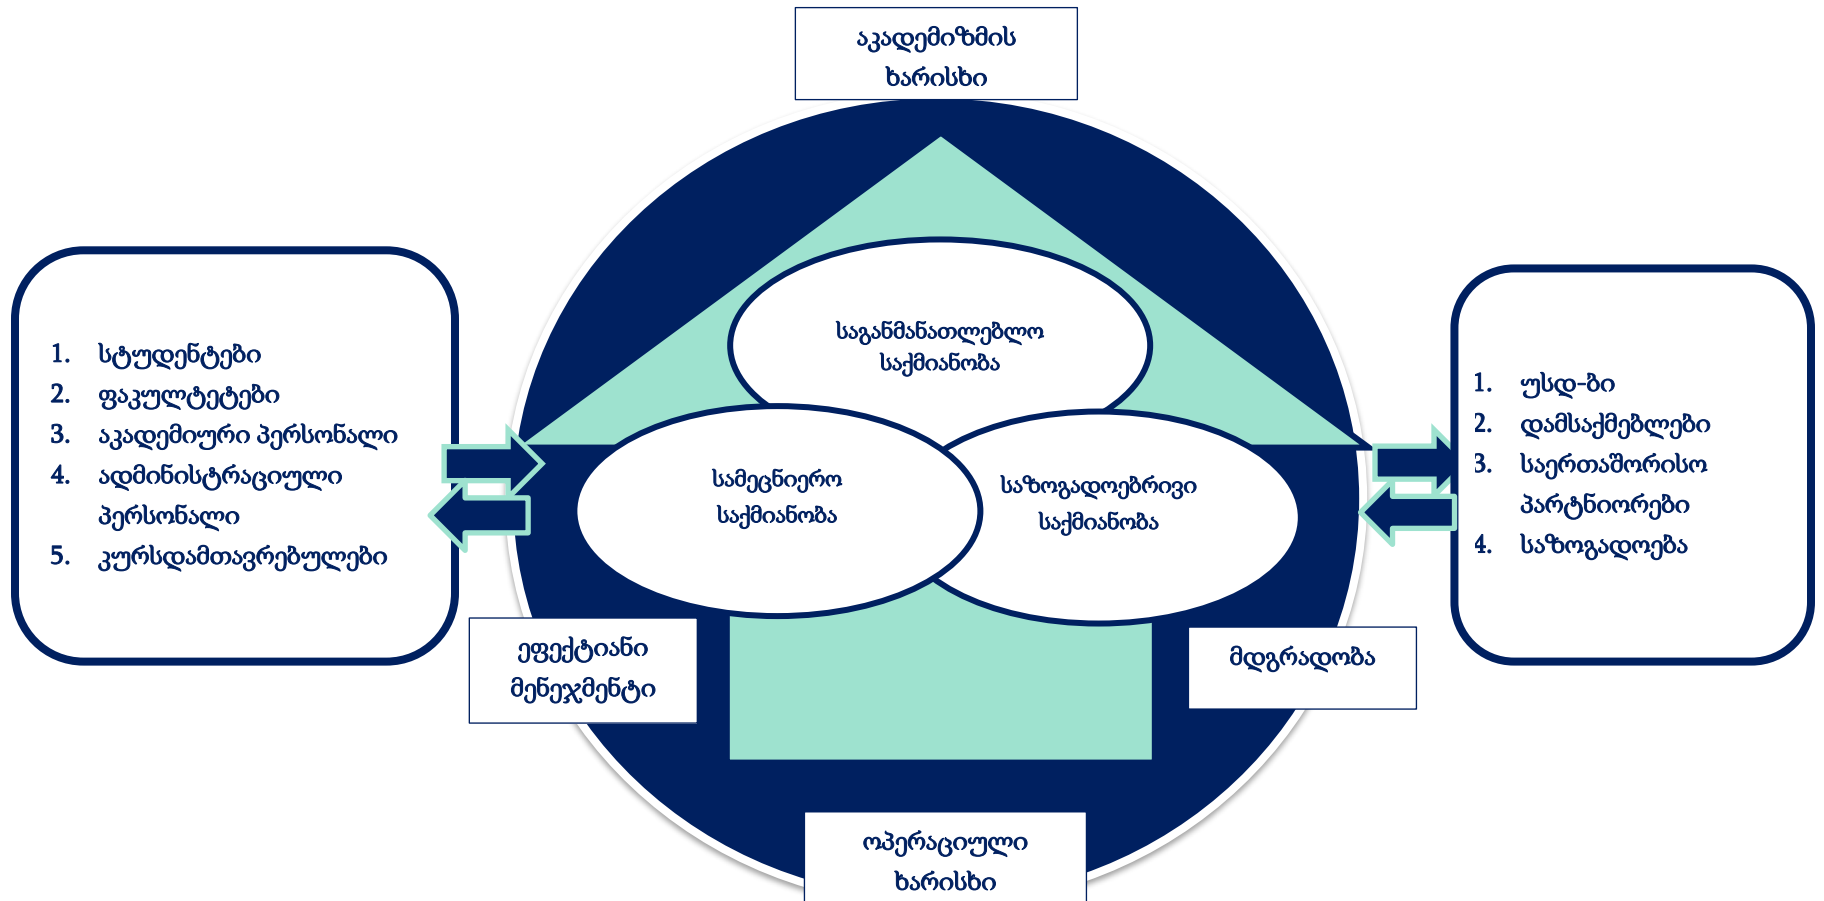 აკადემიზმის
ხარისხი
საგანმანათლებლო
საქმიანობა
1. სტუდენტები
2. ფაკულტეტები
3. აკადემიური პერსონალი
4. ადმინისტრაციული
პერსონალი
5. კურსდამთავრებულები
სამეცნიერო
საქმიანობა
საზოგადოებრივი
საქმიანობა
1. უსდ-ბი
2. დამსაქმებლები
3. საერთაშორისო
პარტნიორები
4. საზოგადოება
ეფექტიანი
მენეჯმენტი
მდგრადობა
ოპერაციული
ხარისხი